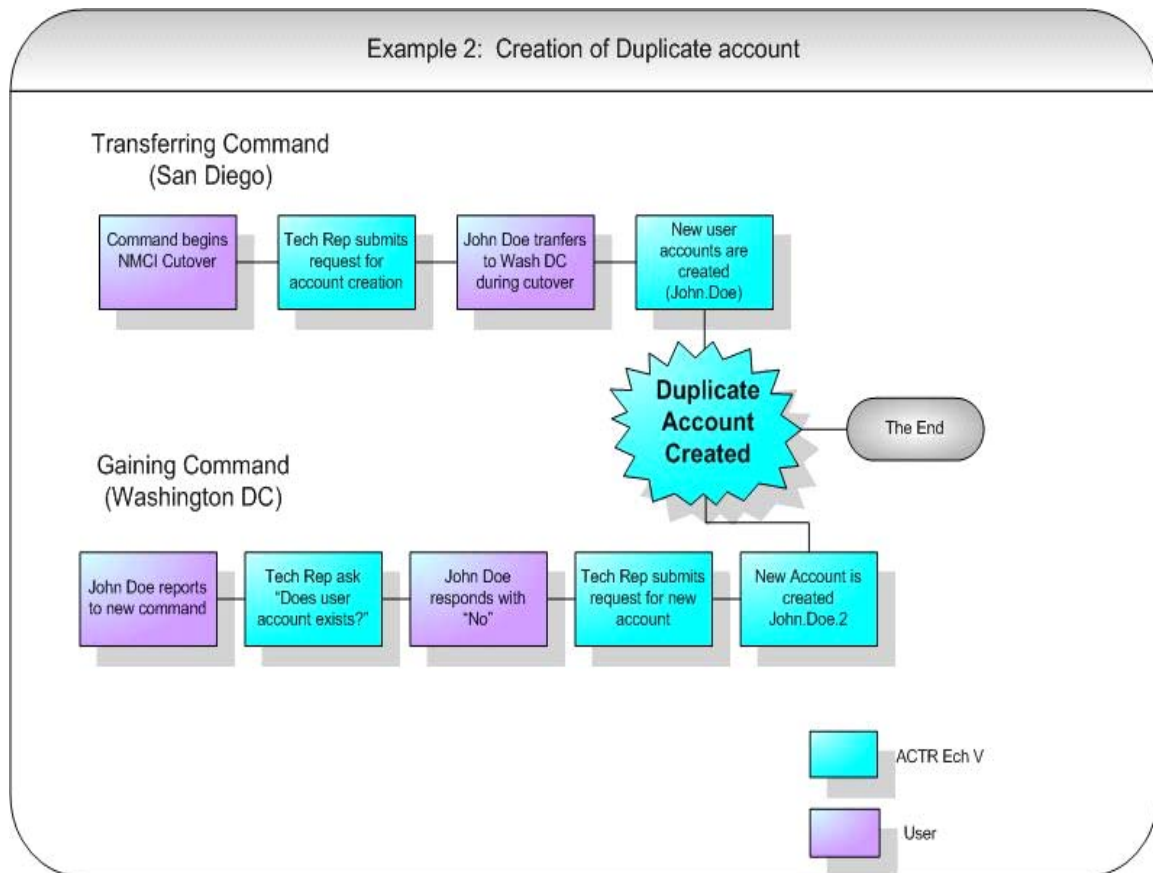 Example 2: Creation of Duplicate account
Transferring Command
(San Diego)
Command begins
NMCI Cutover
Tech Rep submits
request for
account creation
John Doe tranfers
to Wash DC
during cutover
New user
accounts are
created
(John.Doe)
Duplicate
Account
Created
The End
Gaining Command
(Washington DC)
John Doe reports
to new command
Tech Rep ask
“Does user
account exists?”
John Doe
responds with
“No”
Tech Rep submits
request for new
account
New Account is
created
John.Doe.2
ACTR Ech V
User